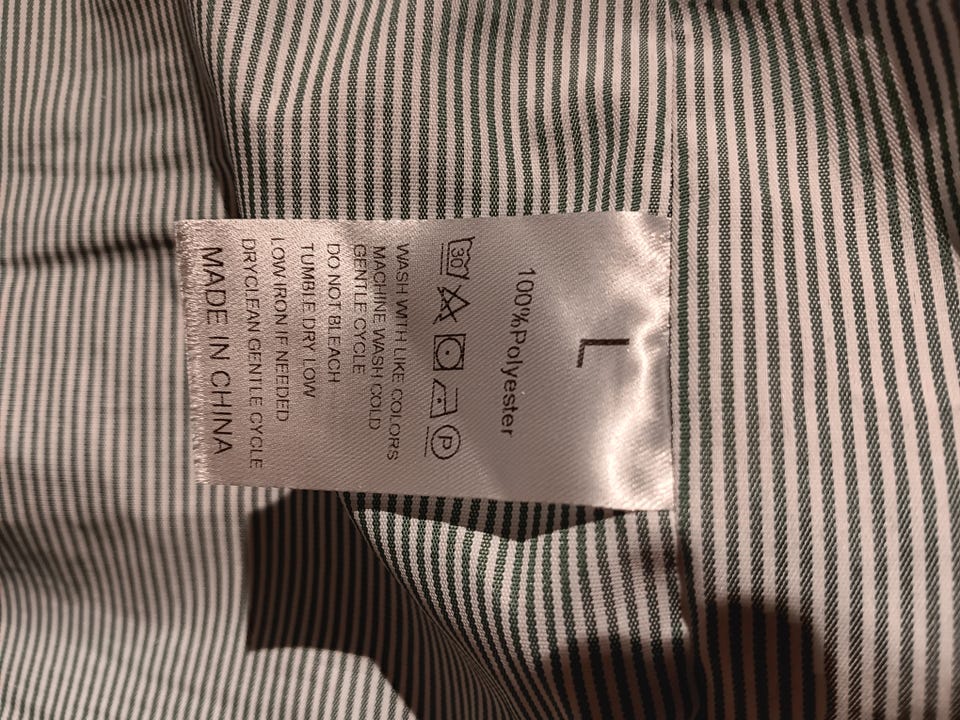 L
100%Polyester
30 P
WASH WITH LIKE COLORS
MACHINE WASH COLD
GENTLE CYCLE
DO NOT BLEACH
TUMBLE DRY LOW
LOW IRON IF NEEDED
DRYCLEAN GENTLE CYCLE
MADE IN CHINA